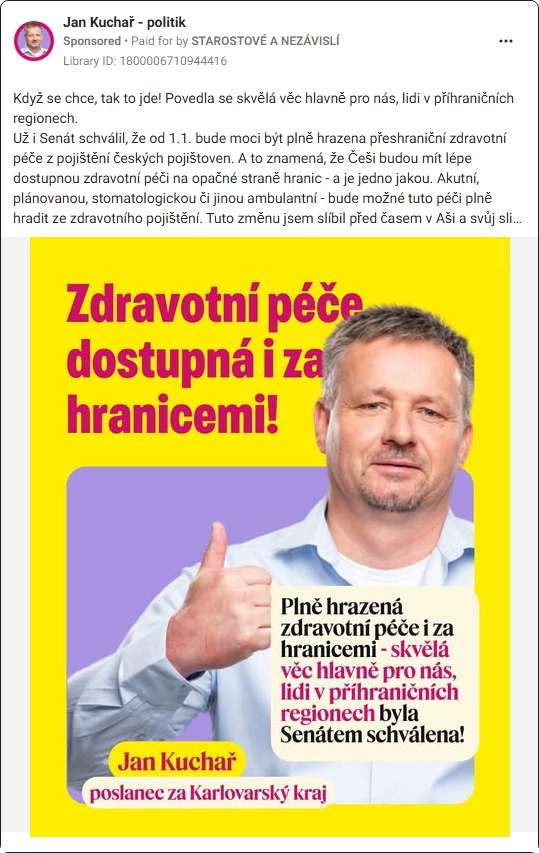 Jan Kuchař - politik
Sponsored • Paid for by STAROSTOVÉ A NEZÁVISLÍ
Library ID: 1800006710944416
Když se chce, tak to jde! Povedla se skvělá věc hlavně pro nás, lidi v příhraničních
regionech.
Už i Senát schválil, že od 1.1. bude moci být plně hrazena přeshraniční zdravotní
péče z pojištění českých pojištoven. A to znamená, že Češi budou mít lépe
dostupnou zdravotní péči na opačné straně hranic - a je jedno jakou. Akutní,
plánovanou, stomatologickou či jinou ambulantní - bude možné tuto péči plně
hradit ze zdravotního pojištění. Tuto změnu jsem slíbil před časem v Aši a svůj sli...
Zdravotní péče
dostupná i za
hranicemi!
Plně hrazená
zdravotní péče i za
hranicemi - skvělá
věc hlavně pro nás,
lidi v příhraničních
regionech byla
Senátem schválena!
Jan Kuchař
poslanec za Karlovarský kraj